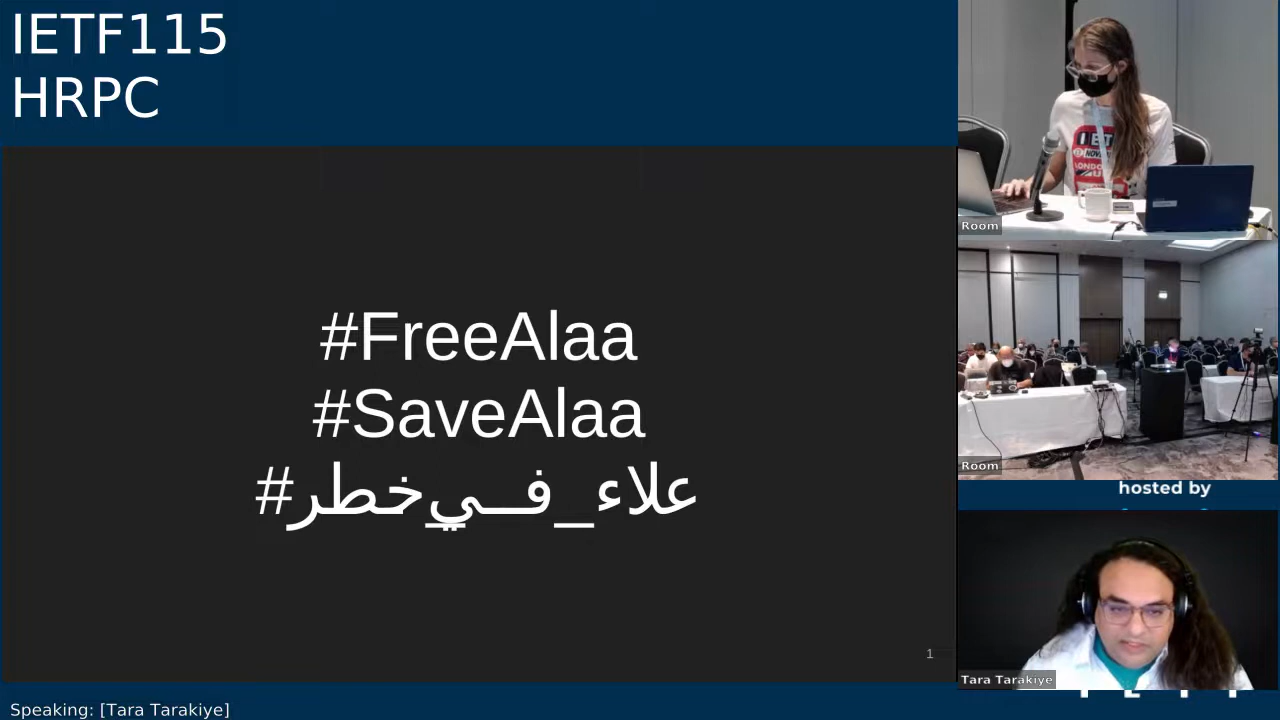 IETF115
HRPC
#FreeAlaa
#SaveAlaa
#علاء_في_خطر
1
Room
Room
hosted by
Tara Tarakiye
Speaking: [Tara Tarakiye]